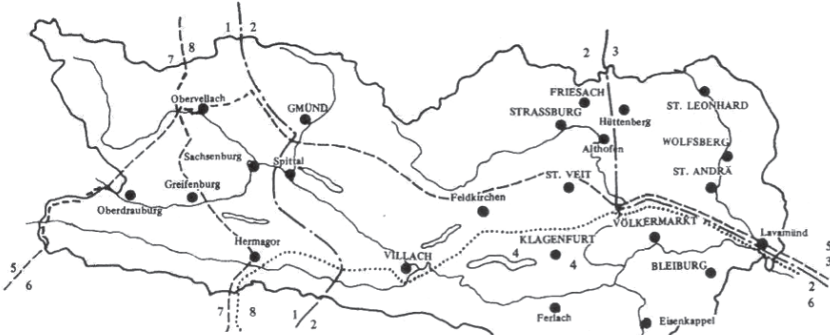 1 2
8
7
2 3
FRIESACH
Obervellach
GMÜND
STRASSBURG
Hüttenberg
ST. LEONHARD
Althofen
WOLFSBERG
Sachsenburg
Spittal
ST. VEIT
ST. ANDRÄ
Greifenburg
Feldkirchen
Oberdrauburg
VÖLKERMARKT
Lavamünd
Hermagor
KLAGENFURT
VILLACH
4
4
BLEIBURG
5
6
5
3
2
6
7 8
1 2
Ferlach
Eisenkappel